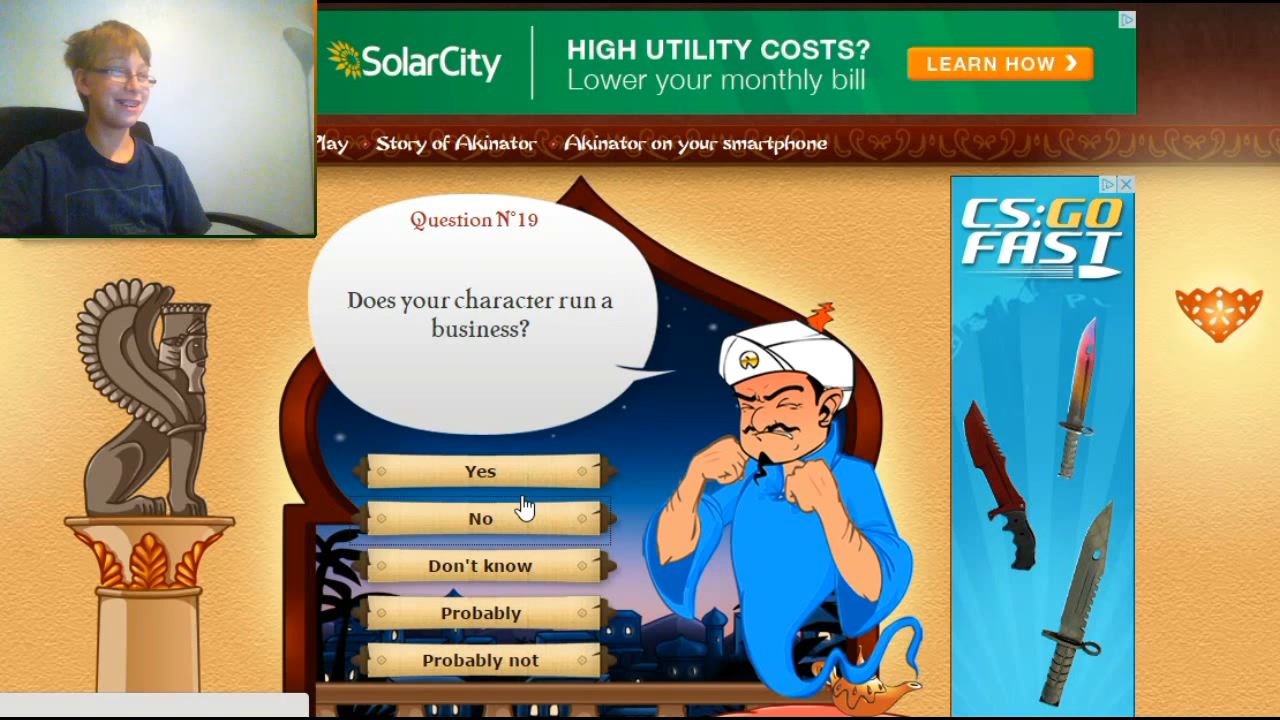 SolarCity
HIGH UTILITY COSTS?
Lower your monthly bill
LEARN HOW ❯
Play
Story of Akinator
Akinator on your smartphone
Question N°19
Does your character run a
business?
Yes
No
Don't know
Probably
Probably not
CS:GO
FAST